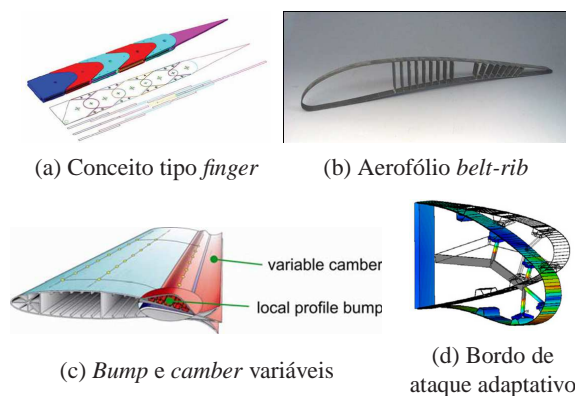 (a) Conceito tipo finger
(b) Aerofólio belt-rib
variable camber
local profile bump
(c) Bump e camber variáveis
(d) Bordo de
ataque adaptativo